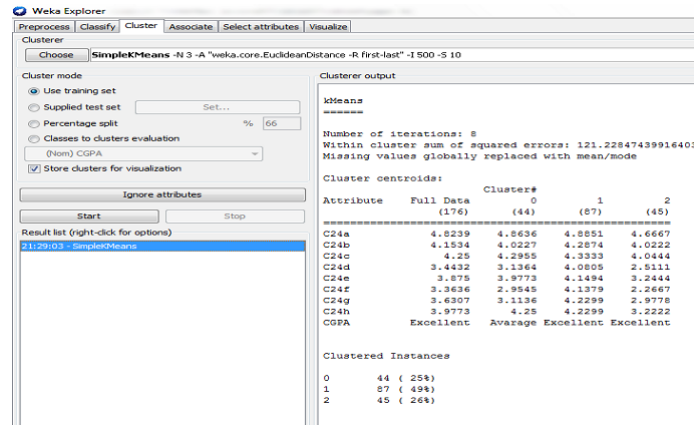 Weka Explorer
Preprocess Classify Cluster Associate Select attributes Visualize
Clusterer
Choose SimpleKMeans -N 3 -A "weka.core.EuclideanDistance -R first-last" -I 500 -S 10
Cluster mode
Use training set
Supplied test set Set...
Percentage split % 66
Classes to clusters evaluation
(Nom) CGPA
Store clusters for visualization
Ignore attributes
Start Stop
Result list (right-click for options)
21:29:03 - SimpleKMeans
Clusterer output
kMeans
======
Number of iterations: 8
Within cluster sum of squared errors: 121.2284743991640
Missing values globally replaced with mean/mode
Cluster centroids:
Cluster#
Attribute Full Data 0 1 2
(176) (44) (87) (45)
C24a 4.8239 4.8636 4.8851 4.6667
C24b 4.1534 4.0227 4.2874 4.0222
C24c 4.25 4.2955 4.3333 4.0444
C24d 3.4432 3.1364 4.0805 2.5111
C24e 3.875 3.9773 4.1494 3.2444
C24f 3.3636 2.9545 4.1379 2.2667
C24g 3.6307 3.1136 4.2299 2.9778
C24h 3.9773 4.25 4.2299 3.2222
CGPA Excellent Avarage Excellent Excellent
Clustered Instances
0 44 ( 25%)
1 87 ( 49%)
2 45 ( 26%)